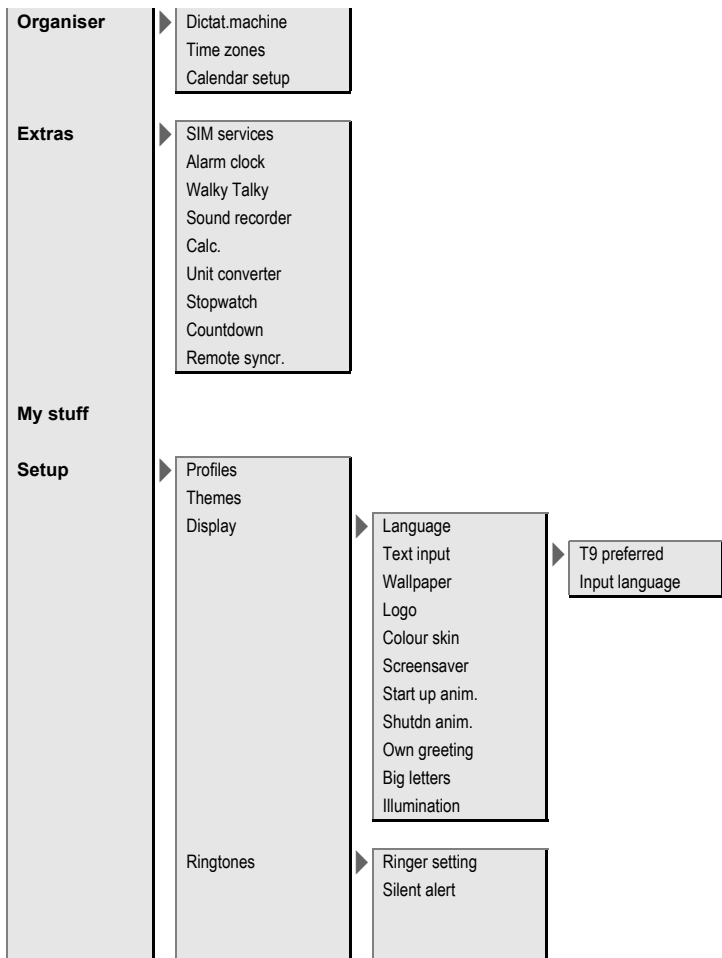 Organiser
Dictat.machine
Time zones
Calendar setup
Extras
SIM services
Alarm clock
Walky Talky
Sound recorder
Calc.
Unit converter
Stopwatch
Countdown
Remote syncr.
My stuff
Setup
Profiles
Themes
Display
Language
Text input
T9 preferred
Wallpaper
Input language
Logo
Colour skin
Screensaver
Start up anim.
Shutdn anim.
Own greeting
Big letters
Illumination
Ringtones
Ringer setting
Silent alert